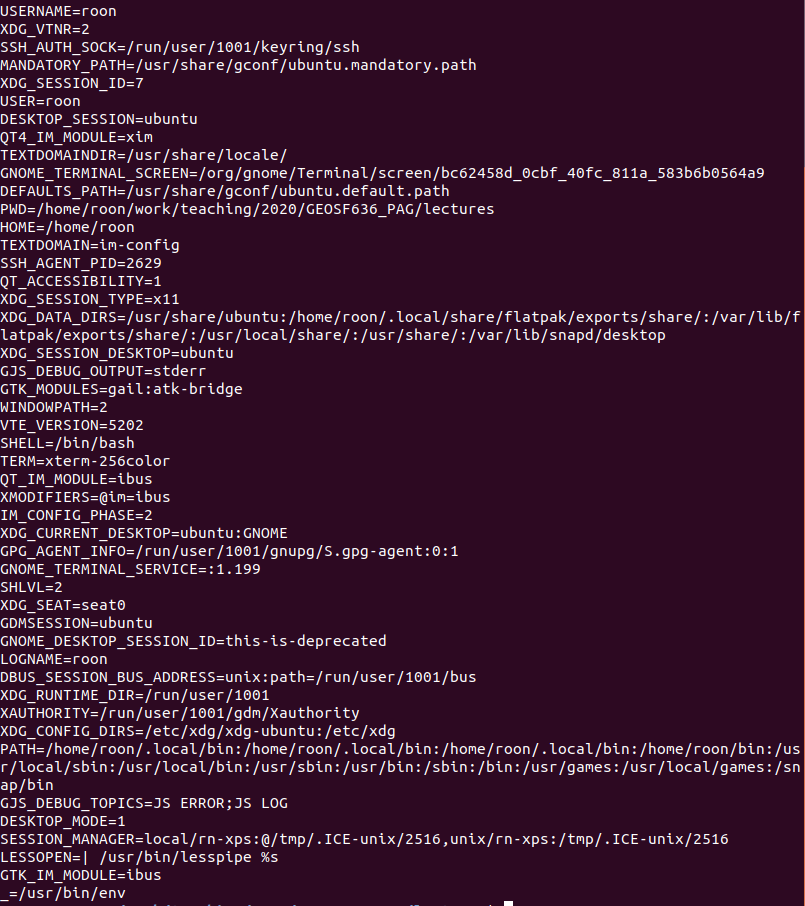 USERNAME=roon
XDG_VTNR=2
SSH_AUTH_SOCK=/run/user/1001/keyring/ssh
MANDATORY_PATH=/usr/share/gconf/ubuntu.mandatory.path
XDG_SESSION_ID=7
USER=roon
DESKTOP_SESSION=ubuntu
QT4_IM_MODULE=xim
TEXTDOMAINDIR=/usr/share/locale/
GNOME_TERMINAL_SCREEN=/org/gnome/Terminal/screen/bc62458d_0cbf_40fc_811a_583b6b0564a9
DEFAULTS_PATH=/usr/share/gconf/ubuntu.default.path
PWD=/home/roon/work/teaching/2020/GEOSF636_PAG/lectures
HOME=/home/roon
TEXTDOMAIN=im-config
SSH_AGENT_PID=2629
QT_ACCESSIBILITY=1
XDG_SESSION_TYPE=x11
XDG_DATA_DIRS=/usr/share/ubuntu:/home/roon/.local/share/flatpak/exports/share/:/var/lib/f
latpak/exports/share/:/usr/local/share/:/usr/share/:/var/lib/snapd/desktop
XDG_SESSION_DESKTOP=ubuntu
GJS_DEBUG_OUTPUT=stderr
GTK_MODULES=gail:atk-bridge
WINDOWPATH=2
VTE_VERSION=5202
SHELL=/bin/bash
TERM=xterm-256color
QT_IM_MODULE=ibus
XMODIFIERS=@im=ibus
IM_CONFIG_PHASE=2
XDG_CURRENT_DESKTOP=ubuntu:GNOME
GPG_AGENT_INFO=/run/user/1001/gnupg/S.gpg-agent:0:1
GNOME_TERMINAL_SERVICE=:1.199
SHLVL=2
XDG_SEAT=seat0
GDMSESSION=ubuntu
GNOME_DESKTOP_SESSION_ID=this-is-deprecated
LOGNAME=roon
DBUS_SESSION_BUS_ADDRESS=unix:path=/run/user/1001/bus
XDG_RUNTIME_DIR=/run/user/1001
XAUTHORITY=/run/user/1001/gdm/Xauthority
XDG_CONFIG_DIRS=/etc/xdg/xdg-ubuntu:/etc/xdg
PATH=/home/roon/.local/bin:/home/roon/.local/bin:/home/roon/.local/bin:/home/roon/bin:/us
r/local/sbin:/usr/local/bin:/usr/sbin:/usr/bin:/sbin:/bin:/usr/games:/usr/local/games:/sn
ap/bin
GJS_DEBUG_TOPICS=JS ERROR;JS LOG
DESKTOP_MODE=1
SESSION_MANAGER=local/rn-xps:@/tmp/.ICE-unix/2516,unix/rn-xps:/tmp/.ICE-unix/2516
LESSOPEN=| /usr/bin/lesspipe %s
GTK_IM_MODULE=ibus
_=/usr/bin/env